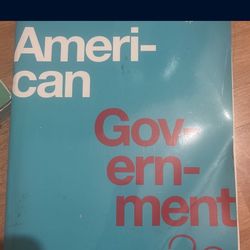 Ameri-
can
Gov-
ern-
ment